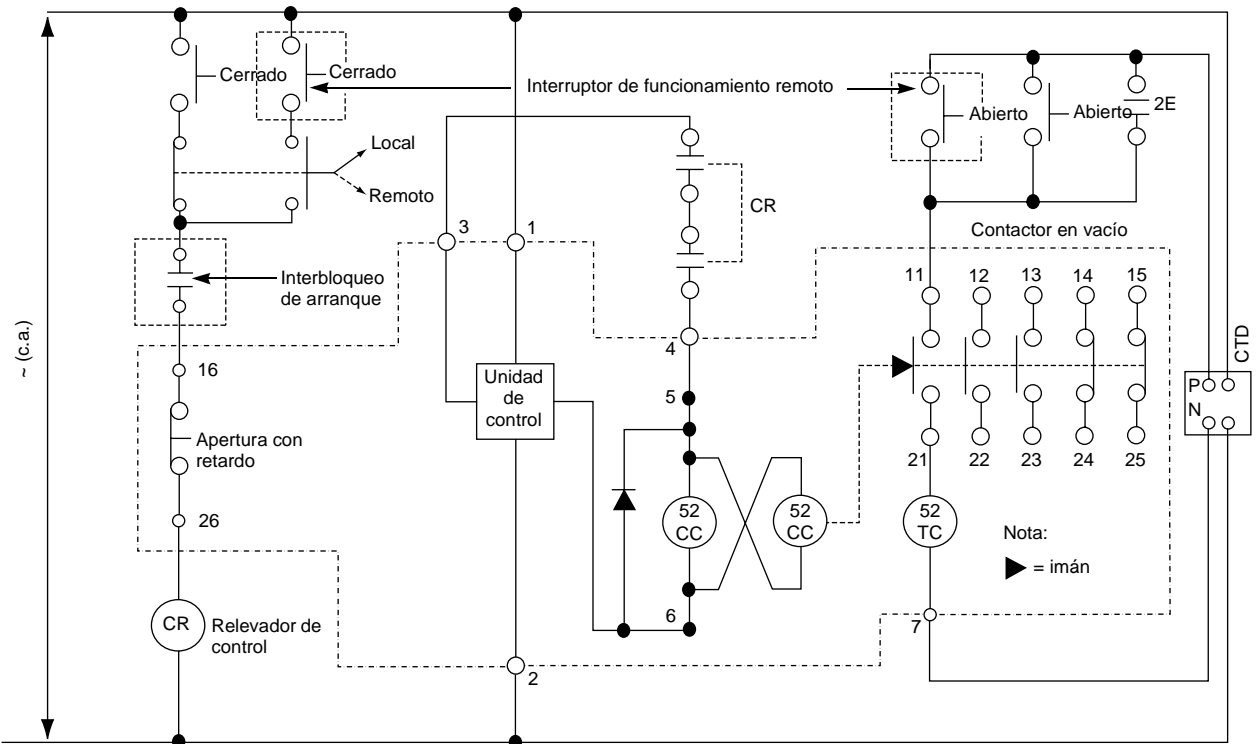 Cerrado
Cerrado
Interruptor de funcionamiento remoto
Abierto
Abierto
2E
Local
Remoto
CR
3
1
Contactor en vacío
Interbloqueo
de arranque
11
12
13
14
15
~ (c.a.)
4
16
Unidad
de
control
5
CTD
P
N
Apertura con
retardo
21
22
23
24
25
26
52
CC
52
CC
52
TC
Nota:
= imán
6
7
CR
Relevador de
control
2